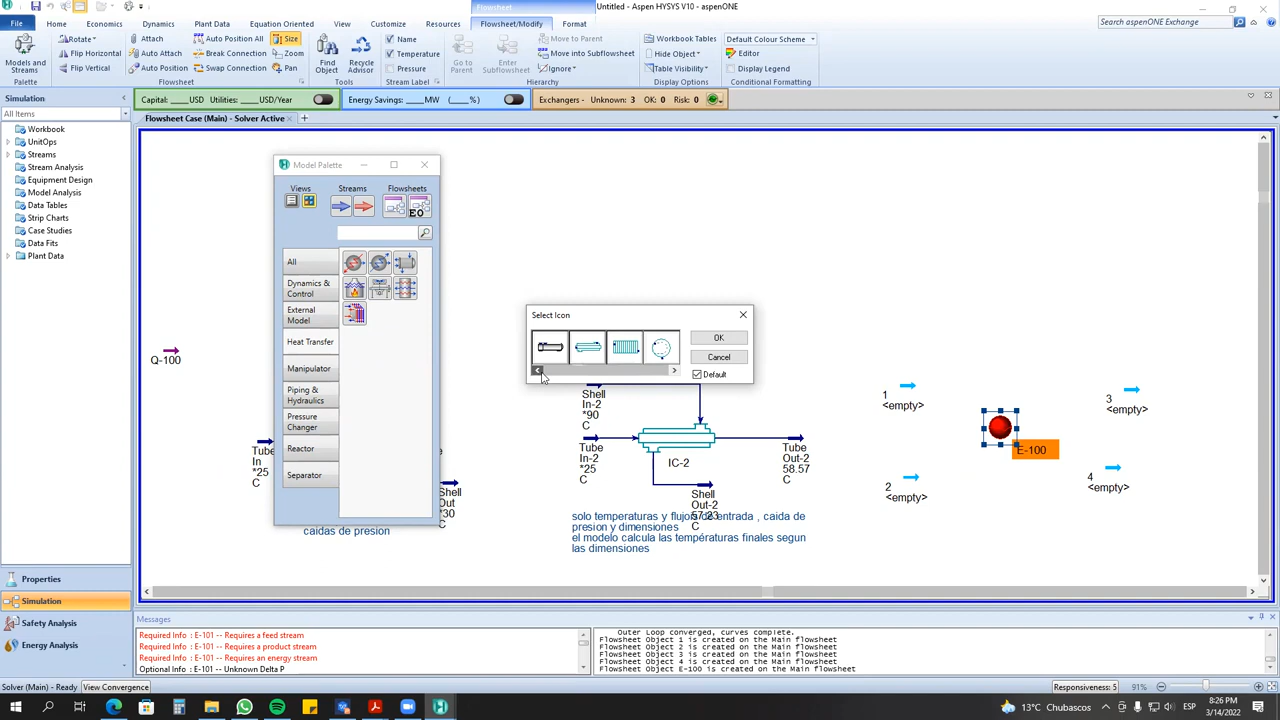 Flowsheet
Untitled - Aspen HYSYS V10 - aspenONE
File
Home
Economics
Dynamics
Plant Data
Equation Oriented
View
Customize
Resources
Flowsheet/Modify
Format
Search aspenONE Exchange
Models and
Streams
Palette
Rotate
Flip Horizontal
Flip Vertical
Attach
Auto Attach
Auto Position
Position All
Break Connection
Swap Connection
Size
Zoom
Pan
Flowsheet
Find
Object
Recycle
Advisor
Tools
Name
Temperature
Pressure
Stream Label
Go to
Parent
Enter
Subflowsheet
Move to Parent
Move into Subflowsheet
Ignore
Hierarchy
Workbook Tables
Hide Object
Table Visibility
Display Options
Default Colour Scheme
Editor
Display Legend
Conditional Formatting
Simulation
All Items
Workbook
UnitOps
Streams
Stream Analysis
Equipment Design
Model Analysis
Data Tables
Strip Charts
Case Studies
Data Fits
Plant Data
Properties
Simulation
Safety Analysis
Energy Analysis
Capital: ____USD Utilities: ____USD/Year
Energy Savings: ____MW (____%)
Exchangers - Unknown: 3 OK: 0 Risk: 0
Flowsheet Case (Main) - Solver Active
Model Palette
Views
Streams
Flowsheets
EO
All
Dynamics &
Control
External
Model
Heat Transfer
Manipulator
Piping &
Hydraulics
Pressure
Changer
Reactor
Separator
Select Icon
OK
Cancel
Default
Q-100
Tube
In
*25
C
Shell
Out
*30
C
caidas de presion
Shell
In-2
*90
C
Tube
In-2
*25
C
IC-2
Tube
Out-2
58.57
C
Shell
Out-2
57.23
C
solo temperaturas y flujos de entrada , caida de
presion y dimensiones
el modelo calcula las températuras finales segun
las dimensiones
1
<empty>
2
<empty>
3
<empty>
4
<empty>
E-100
Messages
Required Info : E-101 -- Requires a feed stream
Required Info : E-101 -- Requires a product stream
Required Info : E-101 -- Requires an energy stream
Optional Info : E-101 -- Unknown Delta P
Outer Loop converged, curves complete.
Flowsheet Object 1 is created on the Main flowsheet
Flowsheet Object 2 is created on the Main flowsheet
Flowsheet Object 3 is created on the Main flowsheet
Flowsheet Object 4 is created on the Main flowsheet
Flowsheet Object E-100 is created on the Main flowsheet
Solver (Main) - Ready
View Convergence
Responsiveness: 5
91%
13°C Chubascos
ESP
8:26 PM
3/14/2022